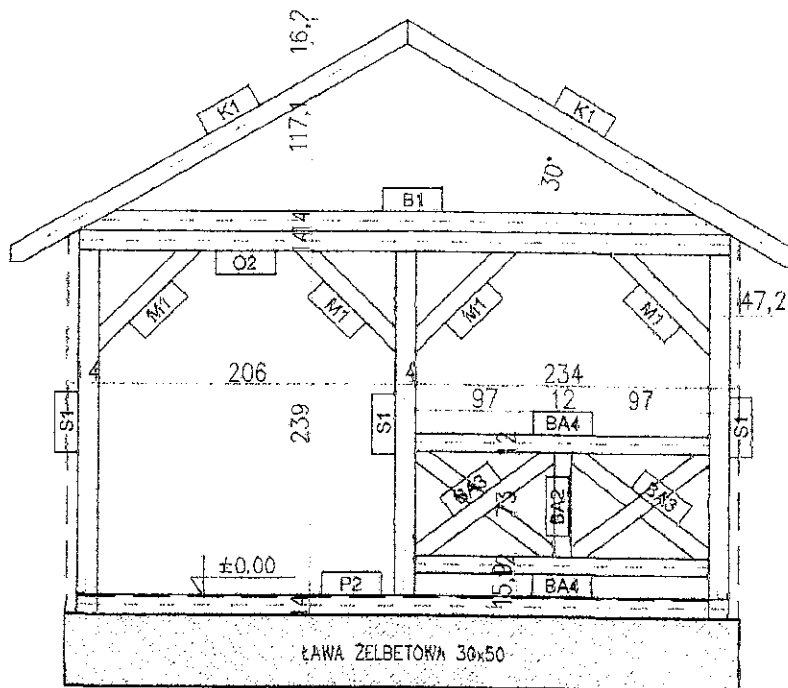 16,2
K1
K1
117,1
30°
B1
14
O2
M1
M1
M1
M1
47,2
4
206
4
234
97
12
97
S1
239
S1
BA4
S1
12
BA3
73
BA2
BA3
±0,00
P2
BA4
14
ŁAWA ŻELBETOWA 30x50